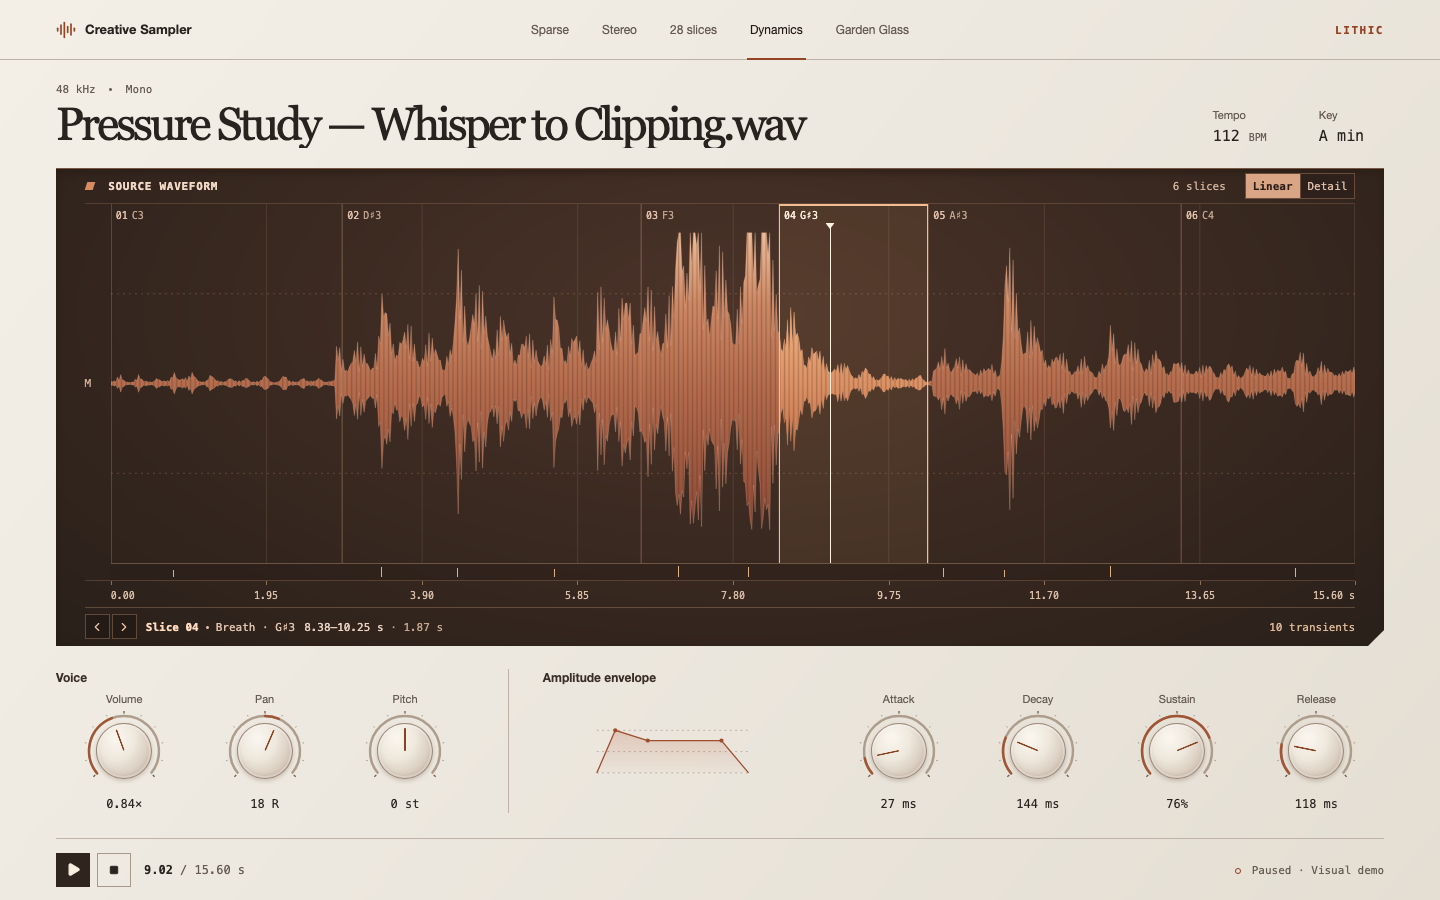 Creative Sampler
Sparse Stereo 28 slices Dynamics Garden Glass
LITHIC
48 kHz • Mono
Pressure Study — Whisper to Clipping.wav
Tempo
112 BPM
Key
A min
SOURCE WAVEFORM
6 slices Linear Detail
01 C3 02 D♯3 03 F3 04 G♯3 05 A♯3 06 C4
M
0.00 1.95 3.90 5.85 7.80 9.75 11.70 13.65 15.60 s
Slice 04 • Breath · G♯3 8.38–10.25 s · 1.87 s
10 transients
Voice
Volume Pan Pitch
0.84× 18 R 0 st
Amplitude envelope
Attack Decay Sustain Release
27 ms 144 ms 76% 118 ms
9.02 / 15.60 s
Paused · Visual demo